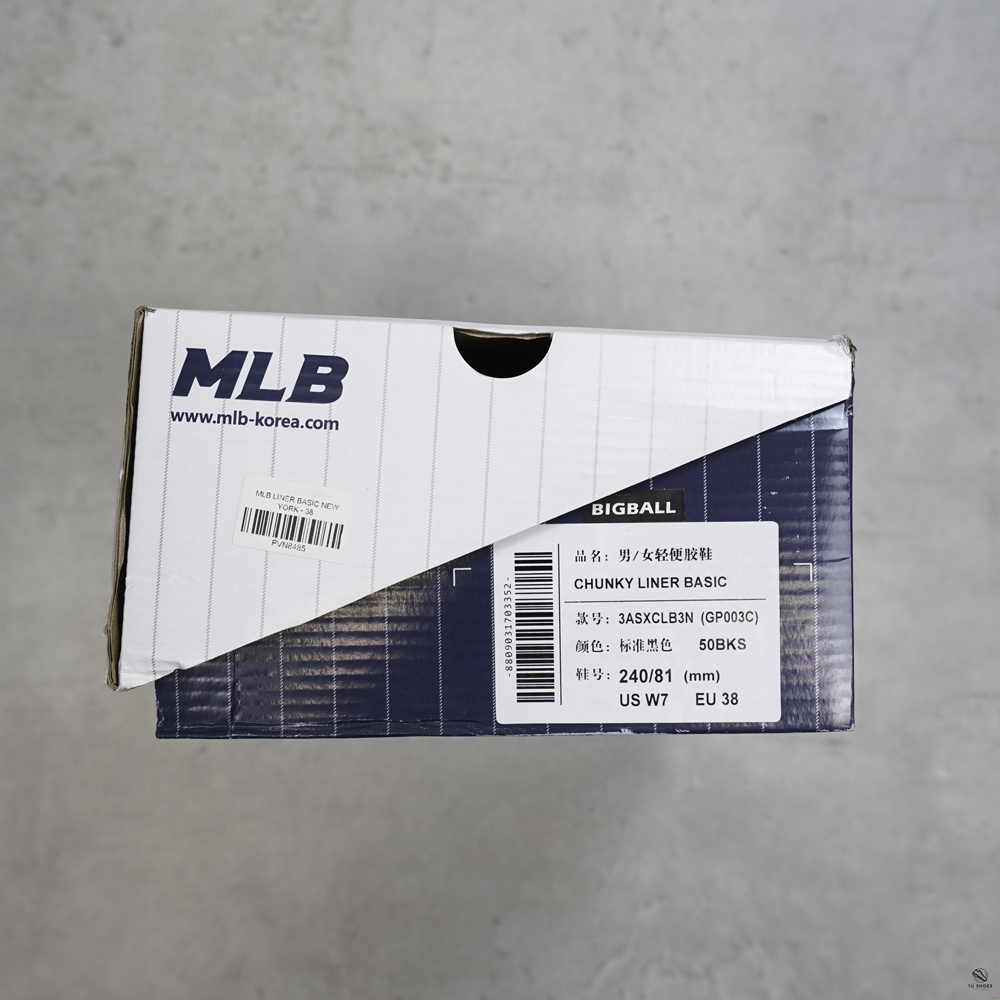 MLB
www.mlb-korea.com
MLB LINER BASIC NEW
YORK - 38
PVN8485
BIGBALL
品名: 男/女轻便胶鞋
CHUNKY LINER BASIC
款号: 3ASXCLB3N (GP003C)
颜色: 标准黑色 50BKS
鞋号: 240/81 (mm)
US W7 EU 38
-8809031703352-
TU SHOES